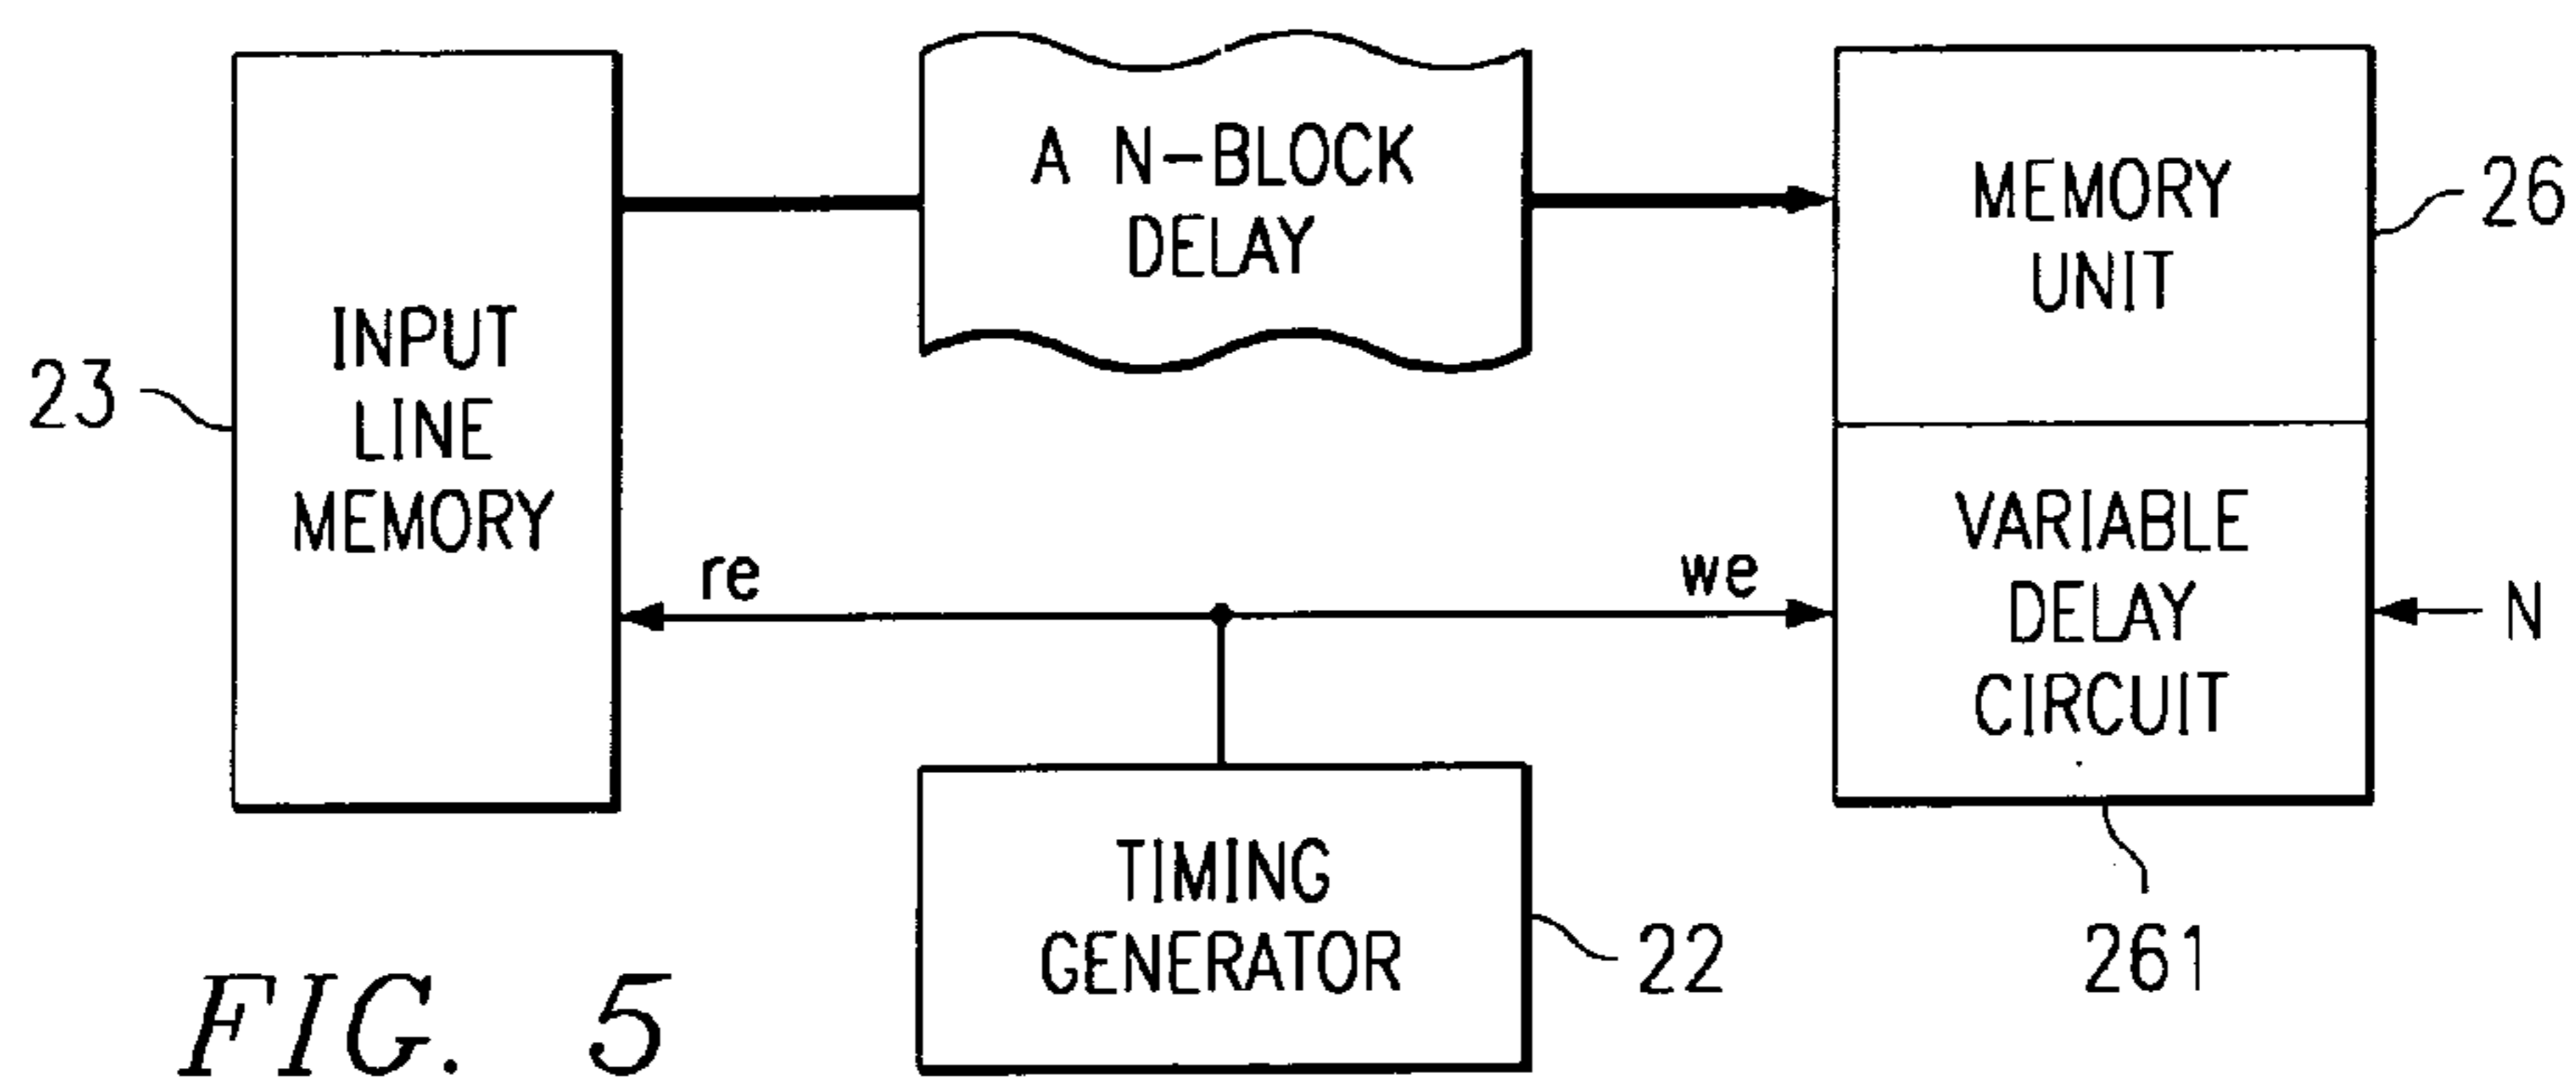 A N-BLOCK
DELAY
MEMORY
UNIT
26
23
INPUT
LINE
MEMORY
re
we
VARIABLE
DELAY
CIRCUIT
N
TIMING
GENERATOR
22
261
FIG. 5